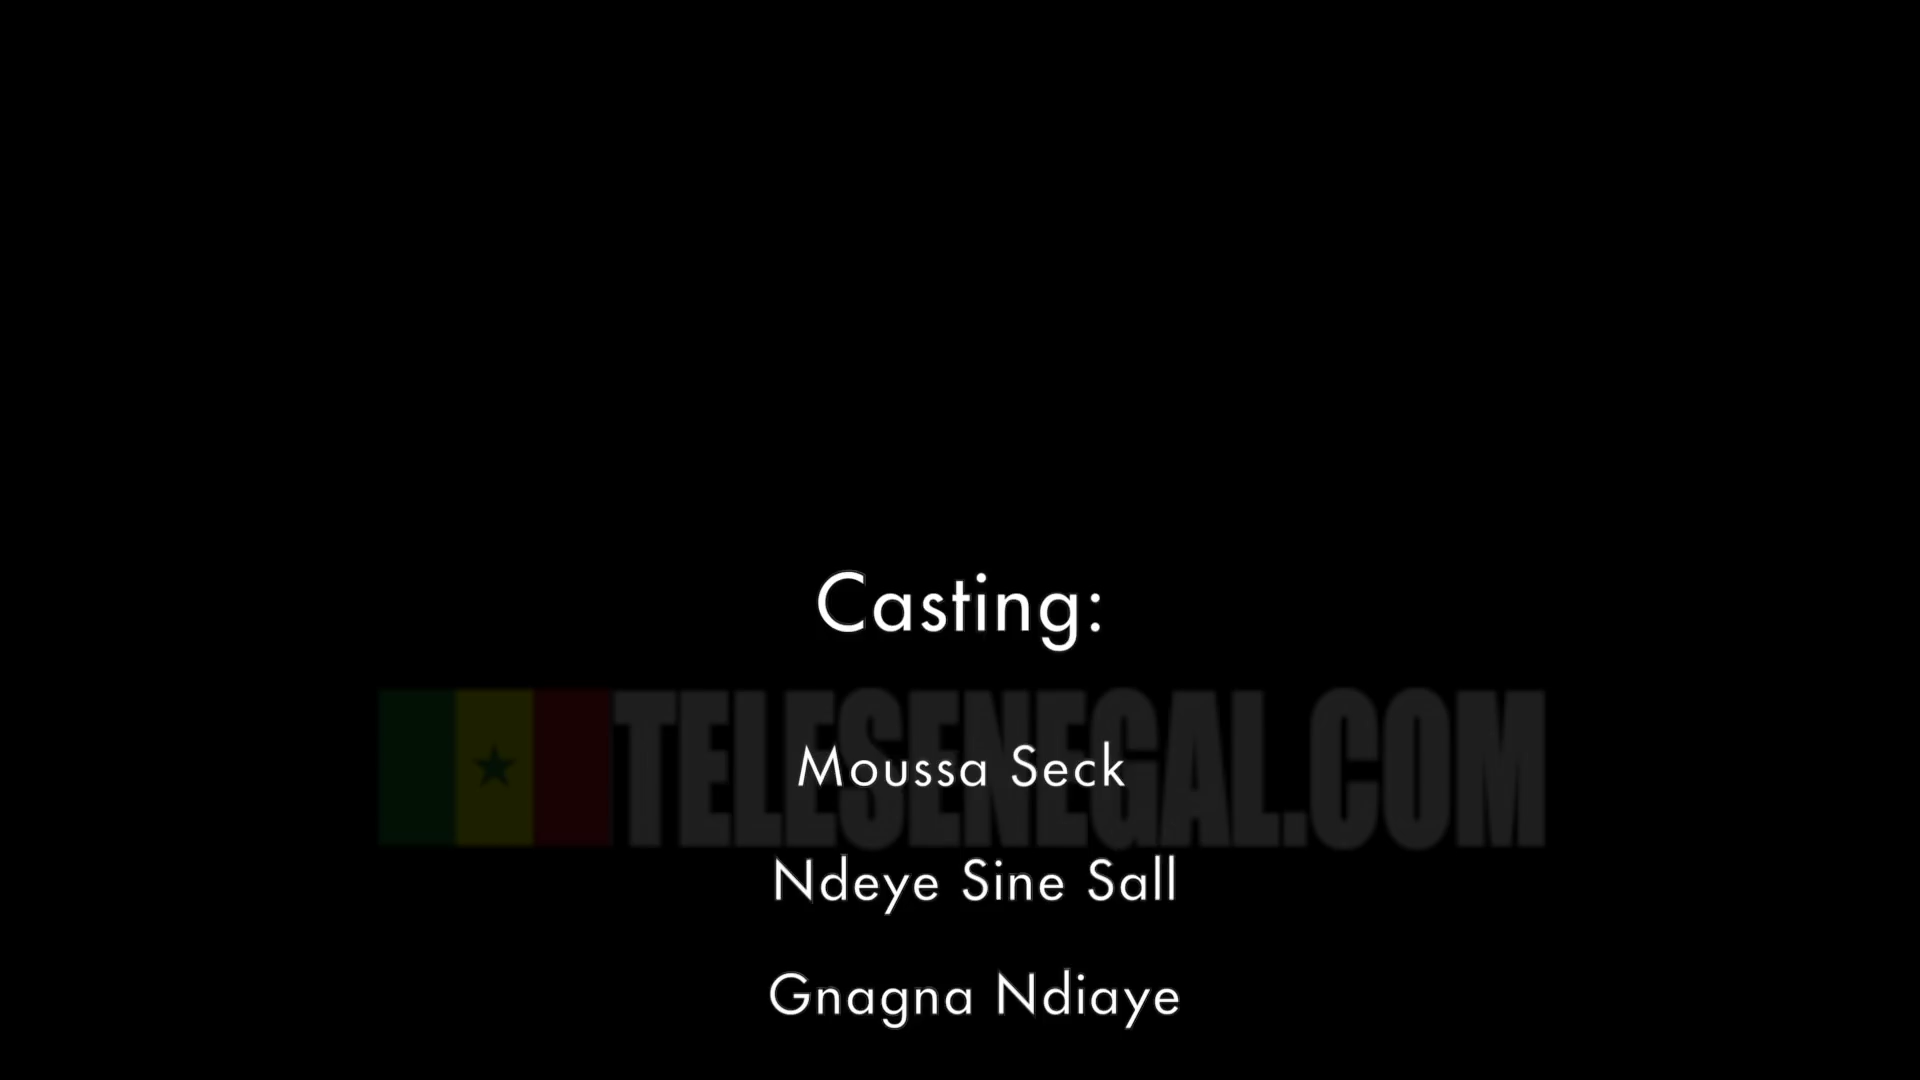 Casting:
TELESENEGAL.COM
Moussa Seck
Ndeye Sine Sall
Gnagna Ndiaye